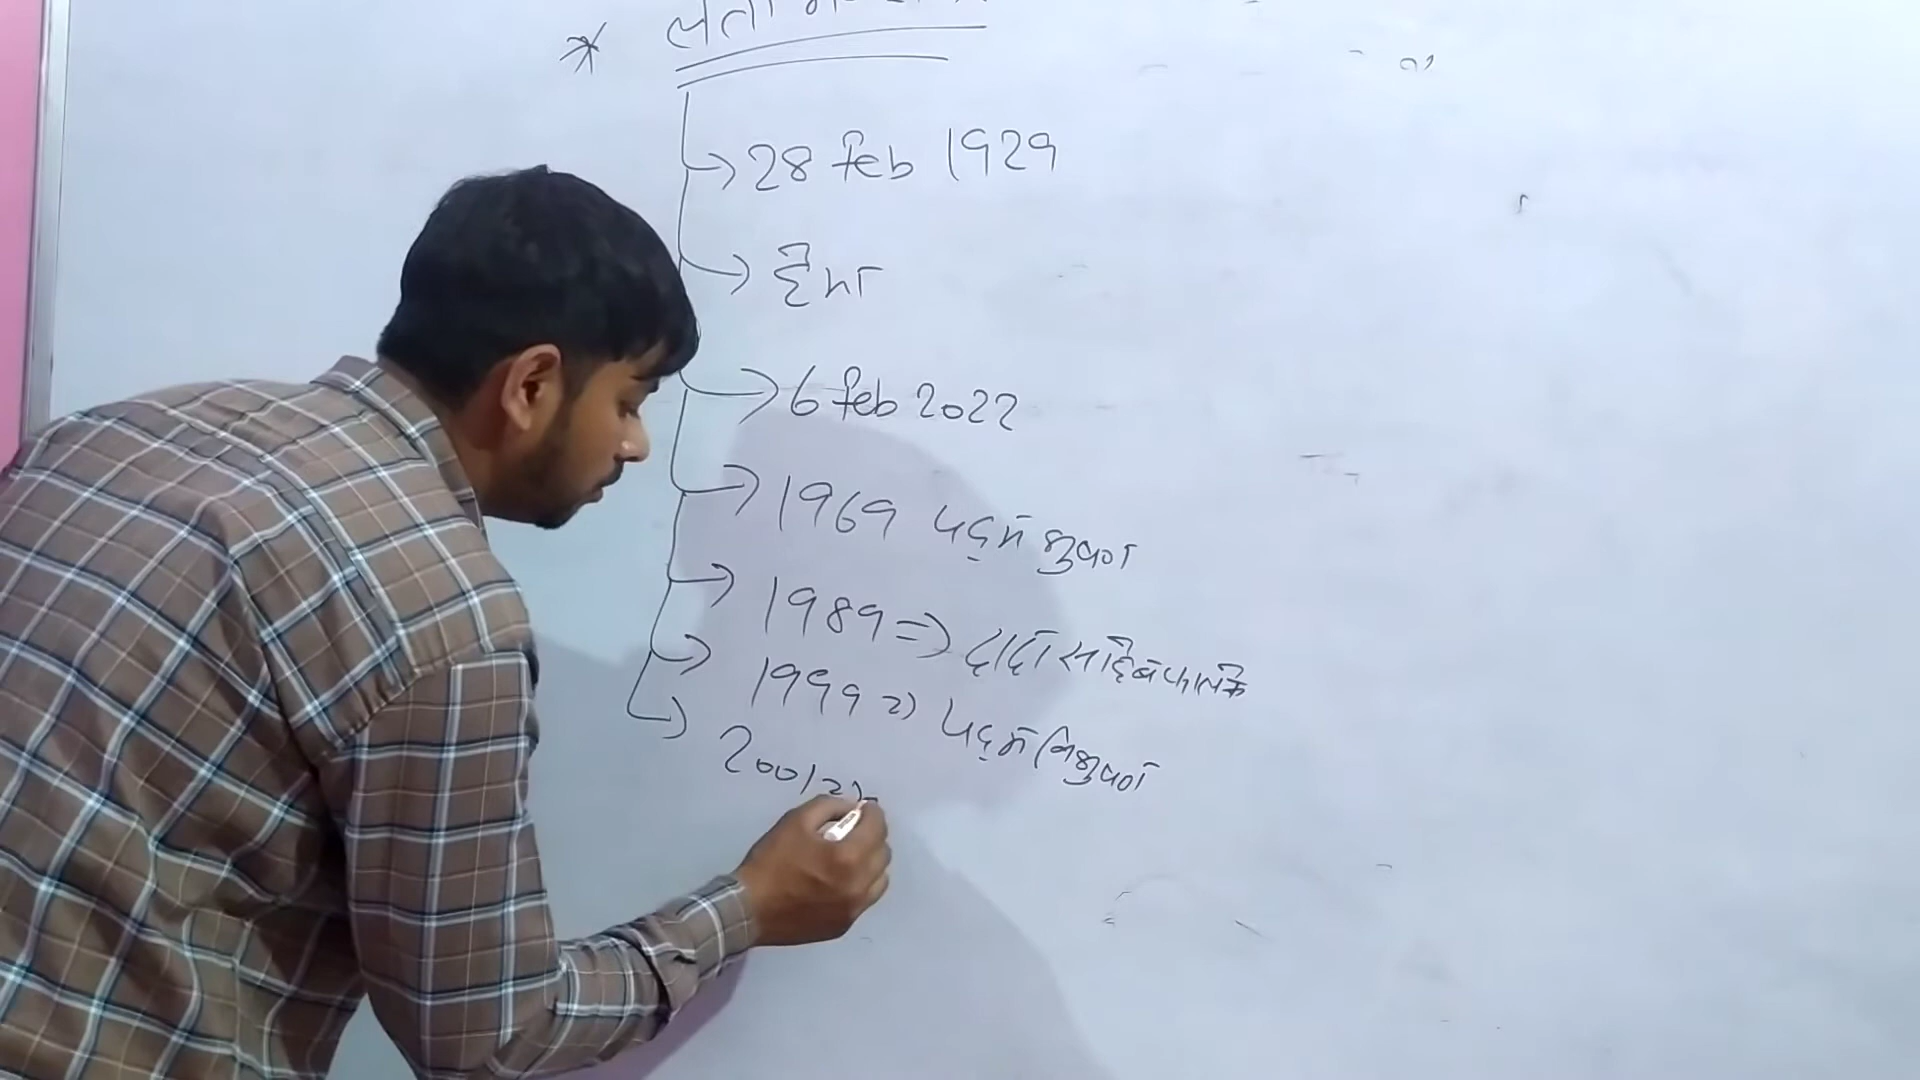 * लता
28 feb 1929
हेमा
6 feb 2022
1969 पद्म भुषण
1989 ⇒ दादा साहेब फाल्के
1999 ⇒ पद्म विभुषण
2001 ⇒